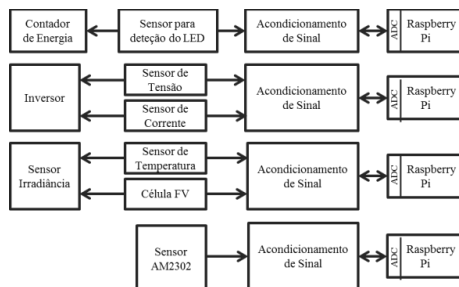 Contador
de Energia
Sensor para
deteção do LED
Acondicionamento
de Sinal
ADC
Raspberry
Pi
Inversor
Sensor de
Tensão
Sensor de
Corrente
Acondicionamento
de Sinal
ADC
Raspberry
Pi
Sensor
Irradiância
Sensor de
Temperatura
Célula FV
Acondicionamento
de Sinal
ADC
Raspberry
Pi
Sensor
AM2302
Acondicionamento
de Sinal
ADC
Raspberry
Pi